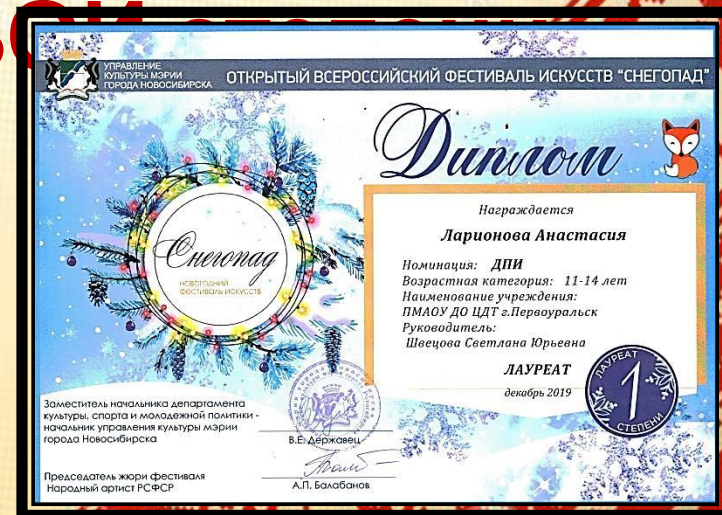 УПРАВЛЕНИЕ
КУЛЬТУРЫ МЭРИИ
ГОРОДА НОВОСИБИРСКА
ОТКРЫТЫЙ ВСЕРОССИЙСКИЙ ФЕСТИВАЛЬ ИСКУССТВ "СНЕГОПАД"
Диплом
Снегопад
НОВОГОДНИЙ
ФЕСТИВАЛЬ ИСКУССТВ
Награждается
Ларионова Анастасия
Номинация: ДПИ
Возрастная категория: 11-14 лет
Наименование учреждения:
ПМАОУ ДО ЦДТ г.Первоуральск
Руководитель:
Швецова Светлана Юрьевна
ЛАУРЕАТ
декабрь 2019
ЛАУРЕАТ
1
СТЕПЕНИ
Заместитель начальника департамента
культуры, спорта и молодежной политики -
начальник управления культуры мэрии
города Новосибирска
В.Е. Державец
Председатель жюри фестиваля
Народный артист РСФСР
А.П. Балабанов